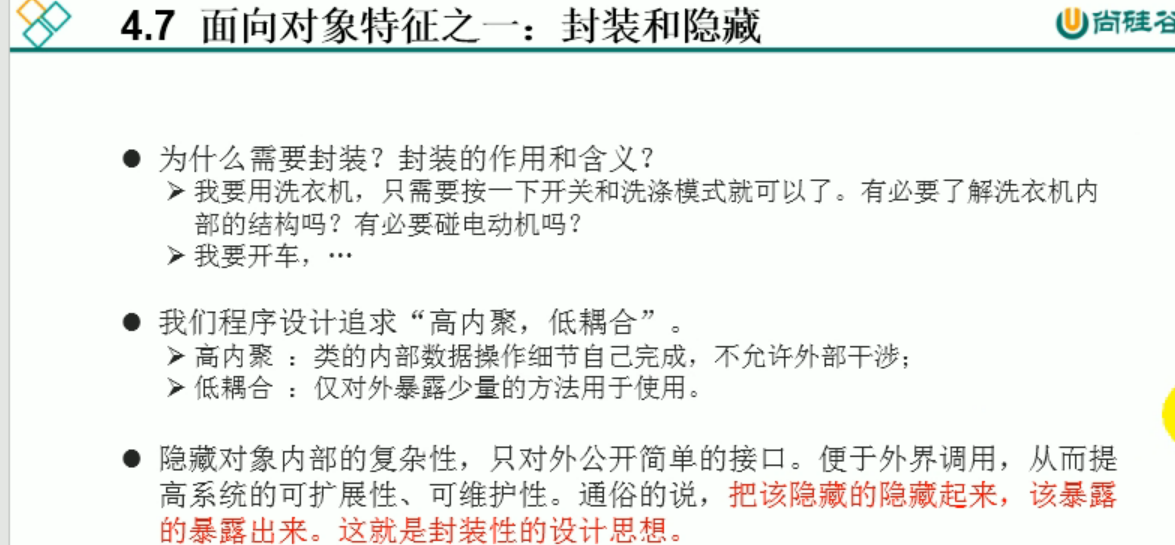 4.7 面向对象特征之一：封装和隐藏
尚硅谷
● 为什么需要封装？封装的作用和含义？
➢ 我要用洗衣机，只需要按一下开关和洗涤模式就可以了。有必要了解洗衣机内
部的结构吗？有必要碰电动机吗？
➢ 我要开车，…
● 我们程序设计追求“高内聚，低耦合”。
➢ 高内聚 ：类的内部数据操作细节自己完成，不允许外部干涉；
➢ 低耦合 ：仅对外暴露少量的方法用于使用。
● 隐藏对象内部的复杂性，只对外公开简单的接口。便于外界调用，从而提
高系统的可扩展性、可维护性。通俗的说，把该隐藏的隐藏起来，该暴露
的暴露出来。这就是封装性的设计思想。